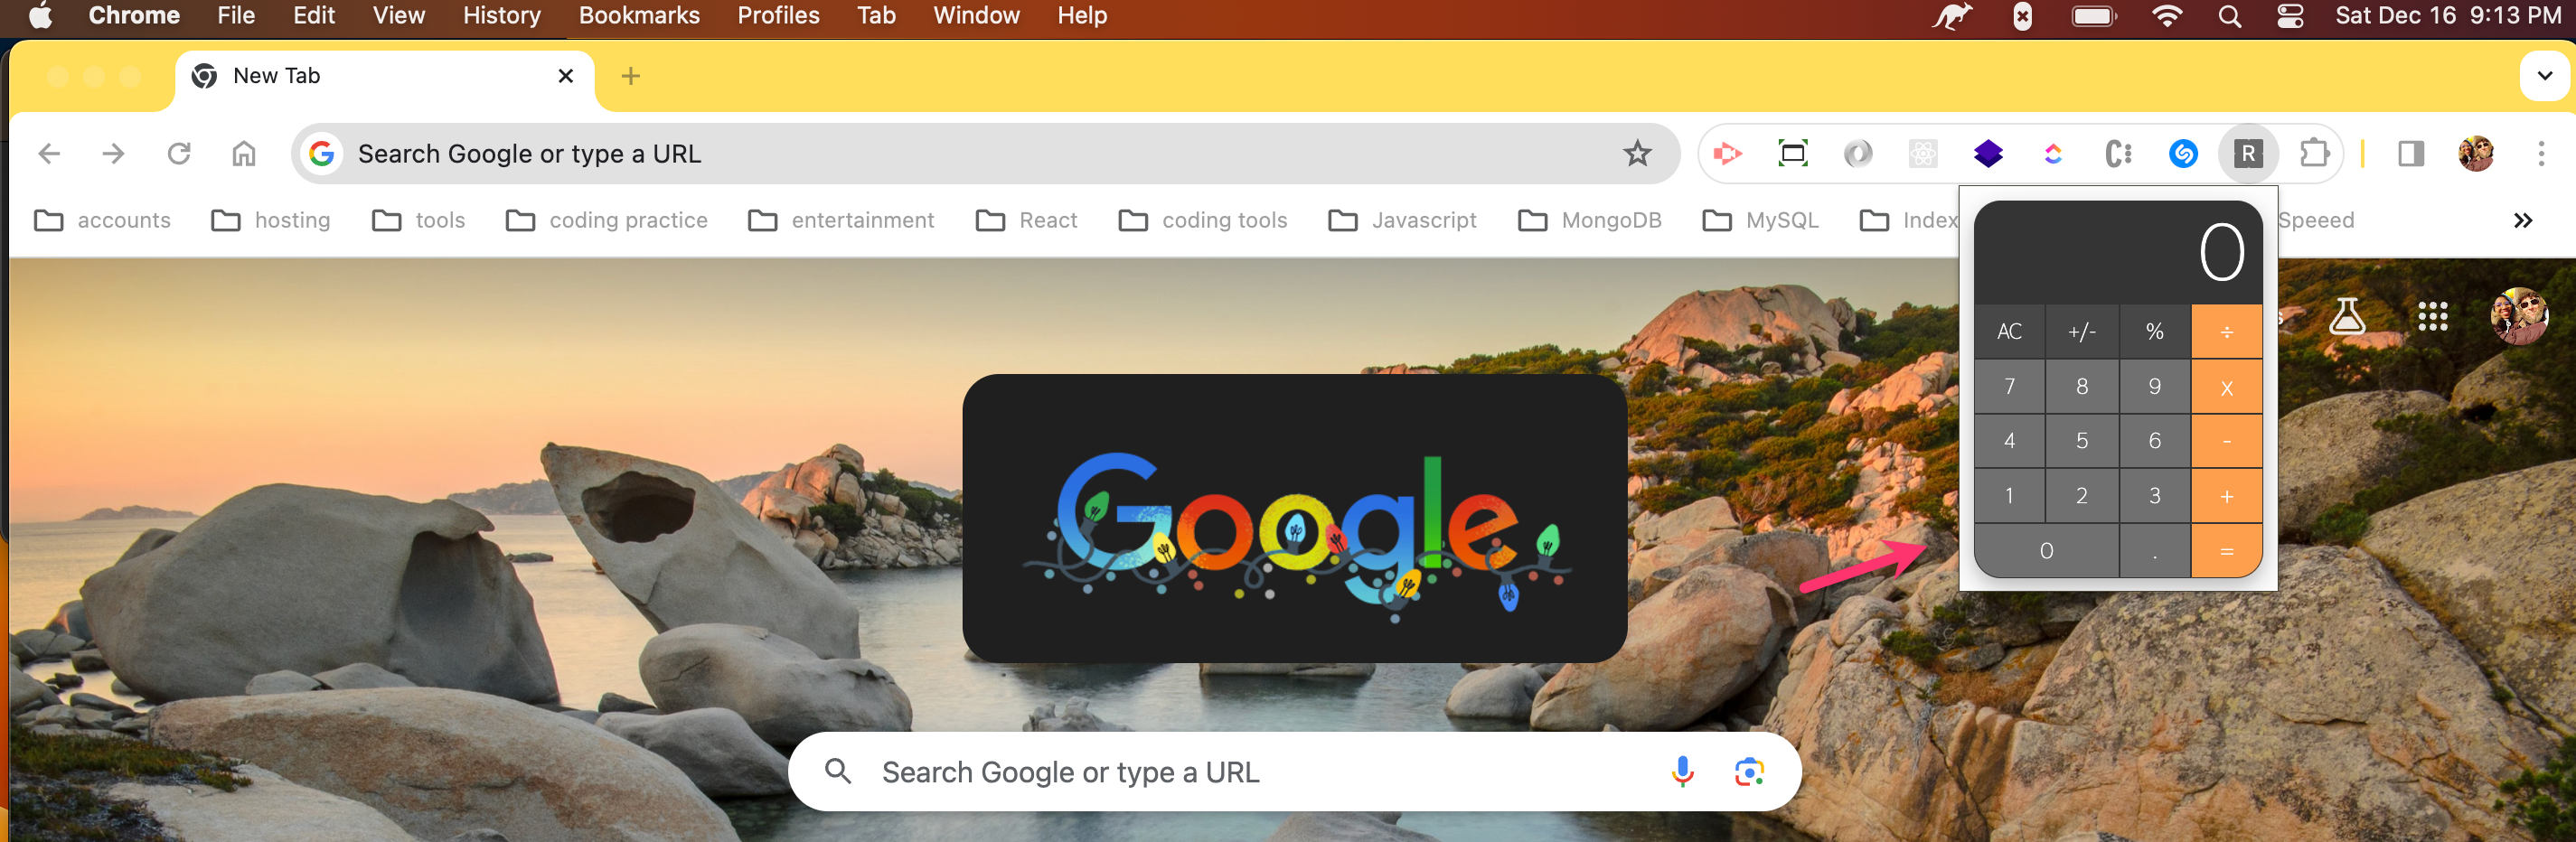 Chrome File Edit View History Bookmarks Profiles Tab Window Help Sat Dec 16 9:13 PM
New Tab
Search Google or type a URL R
accounts hosting tools coding practice entertainment React coding tools Javascript MongoDB MySQL Index Speeed
0
AC +/- % ÷
7 8 9 x
4 5 6 -
1 2 3 +
0 . =
Google
Search Google or type a URL